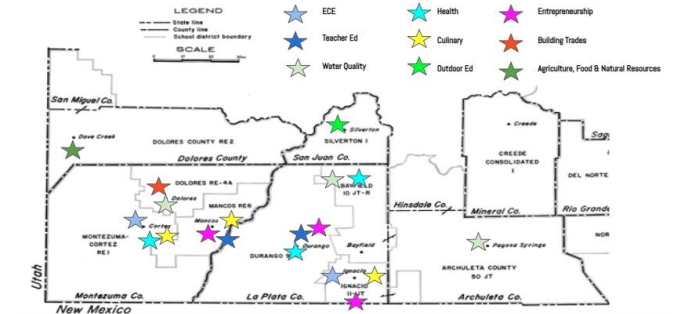 LEGEND
State line
County line
School district boundary
SCALE
ECE
Teacher Ed
Water Quality
Health
Culinary
Outdoor Ed
Entrepreneurship
Building Trades
Agriculture, Food & Natural Resources
San Miguel Co.
Dove Creek
DOLORES COUNTY RE2
Dolores County
Silverton
SILVERTON 1
San Juan Co.
Creede
CREEDE
CONSOLIDATED
1
DEL NORTE
Hinsdale Co.
Mineral Co.
Rio Grande
DOLORES RE-4A
Dolores
MANCOS RE6
Mancos
Cortez
MONTEZUMA-
CORTEZ
RE1
BAYFIELD
10 JT-R
Durango
DURANGO 9
Bayfield
Ignacio
IGNACIO
11-JT
Pagosa Springs
ARCHULETA COUNTY
50 JT
NOR
Utah
Montezuma Co.
La Plata Co.
Archuleta Co.
New Mexico